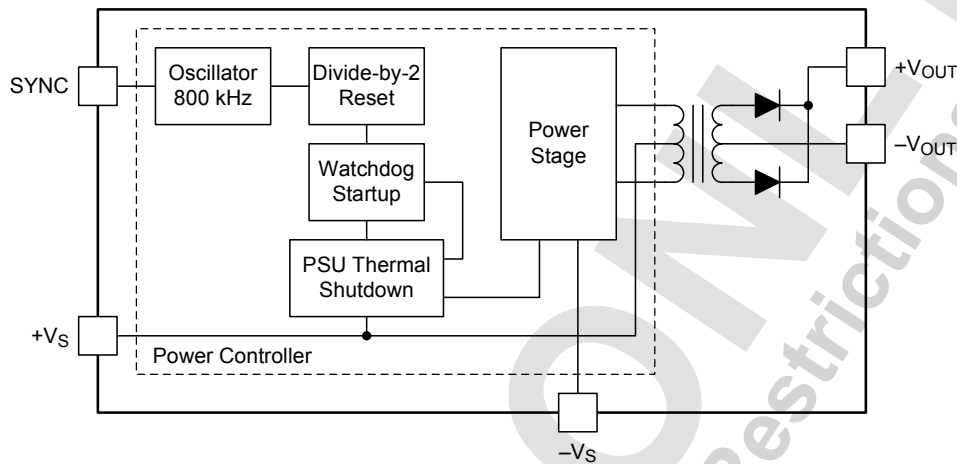 SYNC
Oscillator
800 kHz
Divide-by-2
Reset
Watchdog
Startup
PSU Thermal
Shutdown
Power
Stage
+VOUT
–VOUT
+VS
Power Controller
–VS